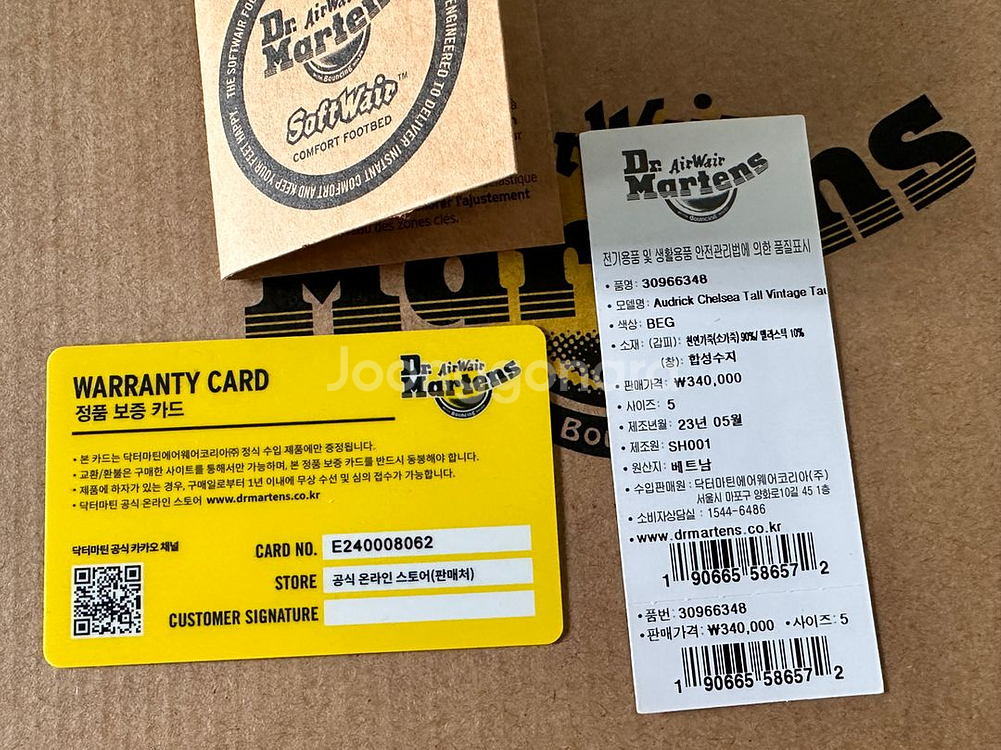 THE SOFTWAIR FO
ENGINEERED TO DELIVER INSTANT COMFORT AND KEEP YOUR FEET HAPPY.
Dr. AirWair
Martens
Bouncing
SoftWair™
COMFORT FOOTBED
astique
rer l'ajustement
au des zones clés.
WARRANTY CARD
정품 보증 카드
Dr. AirWair
Martens
• 본 카드는 닥터마틴에어웨어코리아㈜ 정식 수입 제품에만 증정됩니다.
• 교환/환불은 구매한 사이트를 통해서만 가능하며, 본 정품 보증 카드를 반드시 동봉해야 합니다.
• 제품에 하자가 있는 경우, 구매일로부터 1년 이내에 무상 수선 및 심의 접수가 가능합니다.
• 닥터마틴 공식 온라인 스토어 www.drmartens.co.kr
닥터마틴 공식 카카오 채널
CARD NO. E240008062
STORE 공식 온라인 스토어(판매처)
CUSTOMER SIGNATURE
Dr. AirWair
Martens
Bouncing
전기용품 및 생활용품 안전관리법에 의한 품질표시
• 품명: 30966348
• 모델명: Audrick Chelsea Tall Vintage Tau
• 색상: BEG
• 소재: (갑피): 천연가죽(소가죽) 90%/ 엘라스틱 10%
(창): 합성수지
• 판매가격: ₩340,000
• 사이즈: 5
• 제조년월: 23년 05월
• 제조원: SH001
• 원산지: 베트남
• 수입판매원: 닥터마틴에어웨어코리아(주)
서울시 마포구 양화로10길 45 1층
• 소비자상담실: 1544-6486
• www.drmartens.co.kr
1 90665 58657 2
• 품번: 30966348
• 판매가격: ₩340,000 • 사이즈: 5
1 90665 58657 2